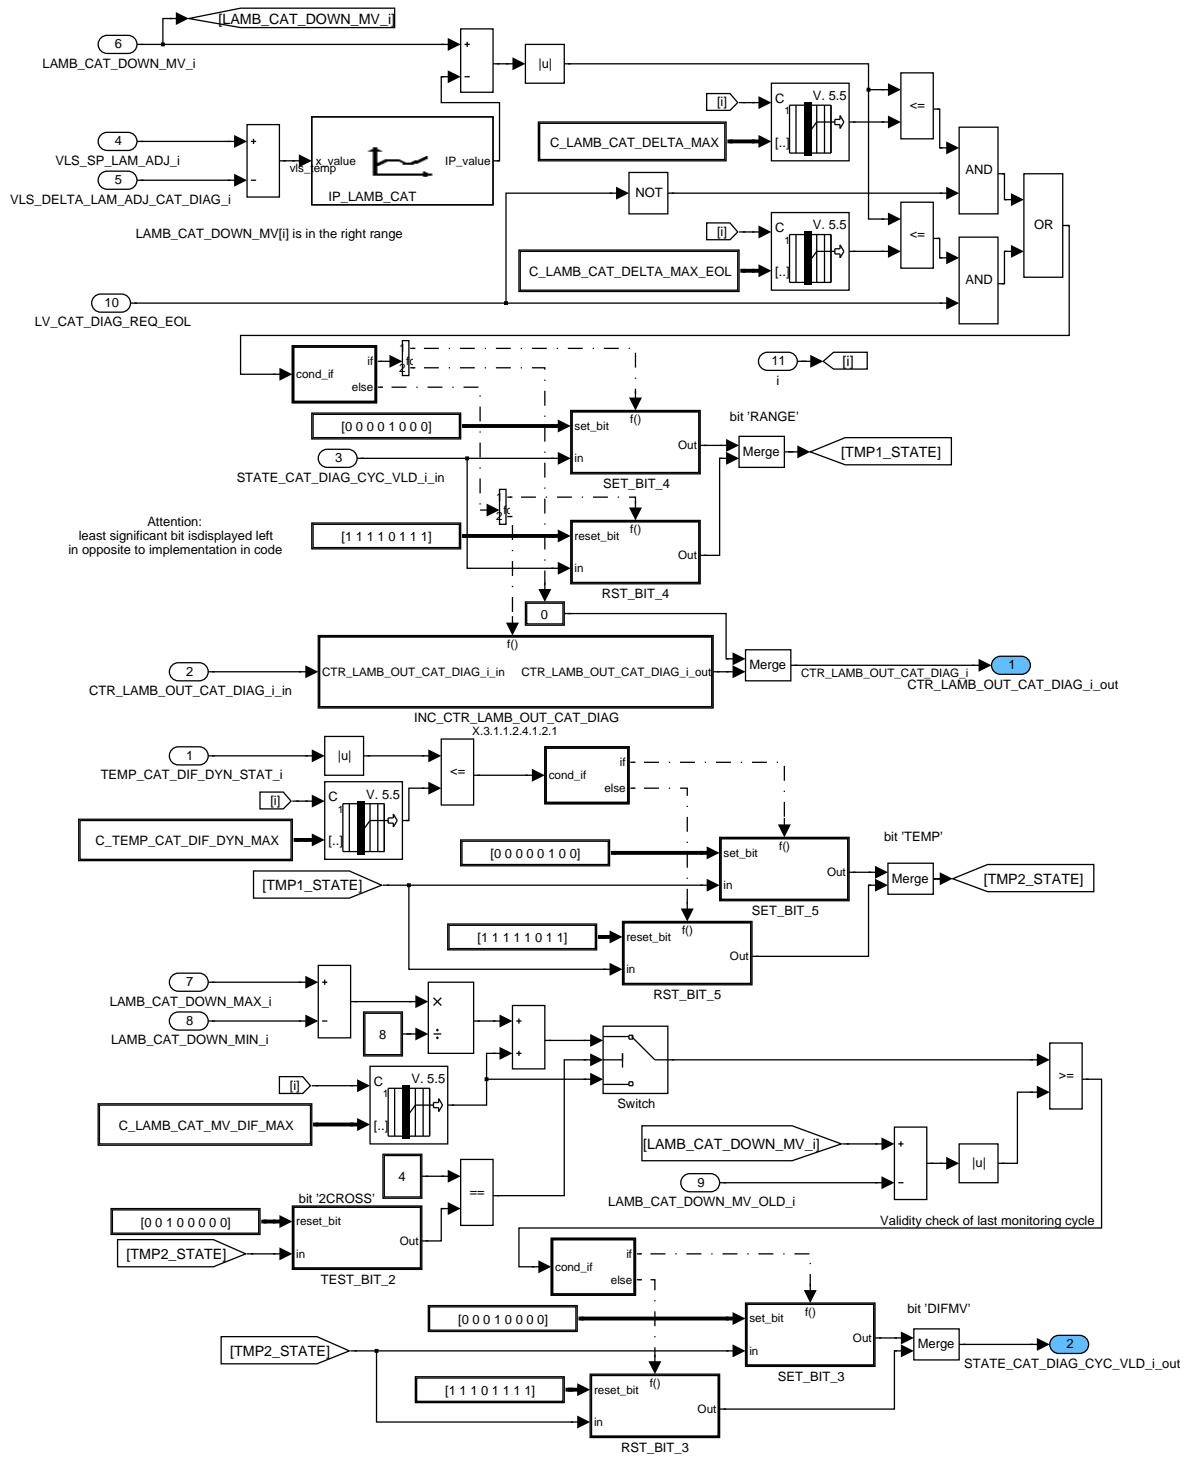 [LAMB_CAT_DOWN_MV_i]
6
LAMB_CAT_DOWN_MV_i
+
−
|u|
[i]
C
1
V. 5.5
[..]
C_LAMB_CAT_DELTA_MAX
<=
4
VLS_SP_LAM_ADJ_i
5
VLS_DELTA_LAM_ADJ_CAT_DIAG_i
+
−
vls_temp
x_value
IP_value
IP_LAMB_CAT
AND
NOT
LAMB_CAT_DOWN_MV[i] is in the right range
[i]
C
1
V. 5.5
[..]
C_LAMB_CAT_DELTA_MAX_EOL
<=
AND
OR
10
LV_CAT_DIAG_REQ_EOL
cond_if
if
else
1
2
11
i
[i]
[0 0 0 0 1 0 0 0]
3
STATE_CAT_DIAG_CYC_VLD_i_in
set_bit
f()
in
Out
SET_BIT_4
bit 'RANGE'
Merge
[TMP1_STATE]
1
2
Attention:
least significant bit isdisplayed left
in opposite to implementation in code
[1 1 1 1 0 1 1 1]
reset_bit
f()
in
Out
RST_BIT_4
0
2
CTR_LAMB_OUT_CAT_DIAG_i_in
f()
CTR_LAMB_OUT_CAT_DIAG_i_in
CTR_LAMB_OUT_CAT_DIAG_i_out
INC_CTR_LAMB_OUT_CAT_DIAG
X.3.1.1.2.4.1.2.1
Merge
CTR_LAMB_OUT_CAT_DIAG_i
1
CTR_LAMB_OUT_CAT_DIAG_i_out
1
TEMP_CAT_DIF_DYN_STAT_i
|u|
<=
cond_if
if
else
[i]
C
1
V. 5.5
[..]
C_TEMP_CAT_DIF_DYN_MAX
[0 0 0 0 0 1 0 0]
[TMP1_STATE]
set_bit
f()
in
Out
SET_BIT_5
bit 'TEMP'
Merge
[TMP2_STATE]
[1 1 1 1 1 0 1 1]
reset_bit
f()
in
Out
RST_BIT_5
7
LAMB_CAT_DOWN_MAX_i
8
LAMB_CAT_DOWN_MIN_i
+
−
×
÷
8
+
+
Switch
>=
[i]
C
1
V. 5.5
[..]
C_LAMB_CAT_MV_DIF_MAX
[LAMB_CAT_DOWN_MV_i]
9
LAMB_CAT_DOWN_MV_OLD_i
+
−
|u|
4
==
bit '2CROSS'
[0 0 1 0 0 0 0 0]
[TMP2_STATE]
reset_bit
in
Out
TEST_BIT_2
Validity check of last monitoring cycle
cond_if
if
else
[0 0 0 1 0 0 0 0]
[TMP2_STATE]
set_bit
f()
in
Out
SET_BIT_3
bit 'DIFMV'
Merge
2
STATE_CAT_DIAG_CYC_VLD_i_out
[1 1 1 0 1 1 1 1]
reset_bit
f()
in
Out
RST_BIT_3